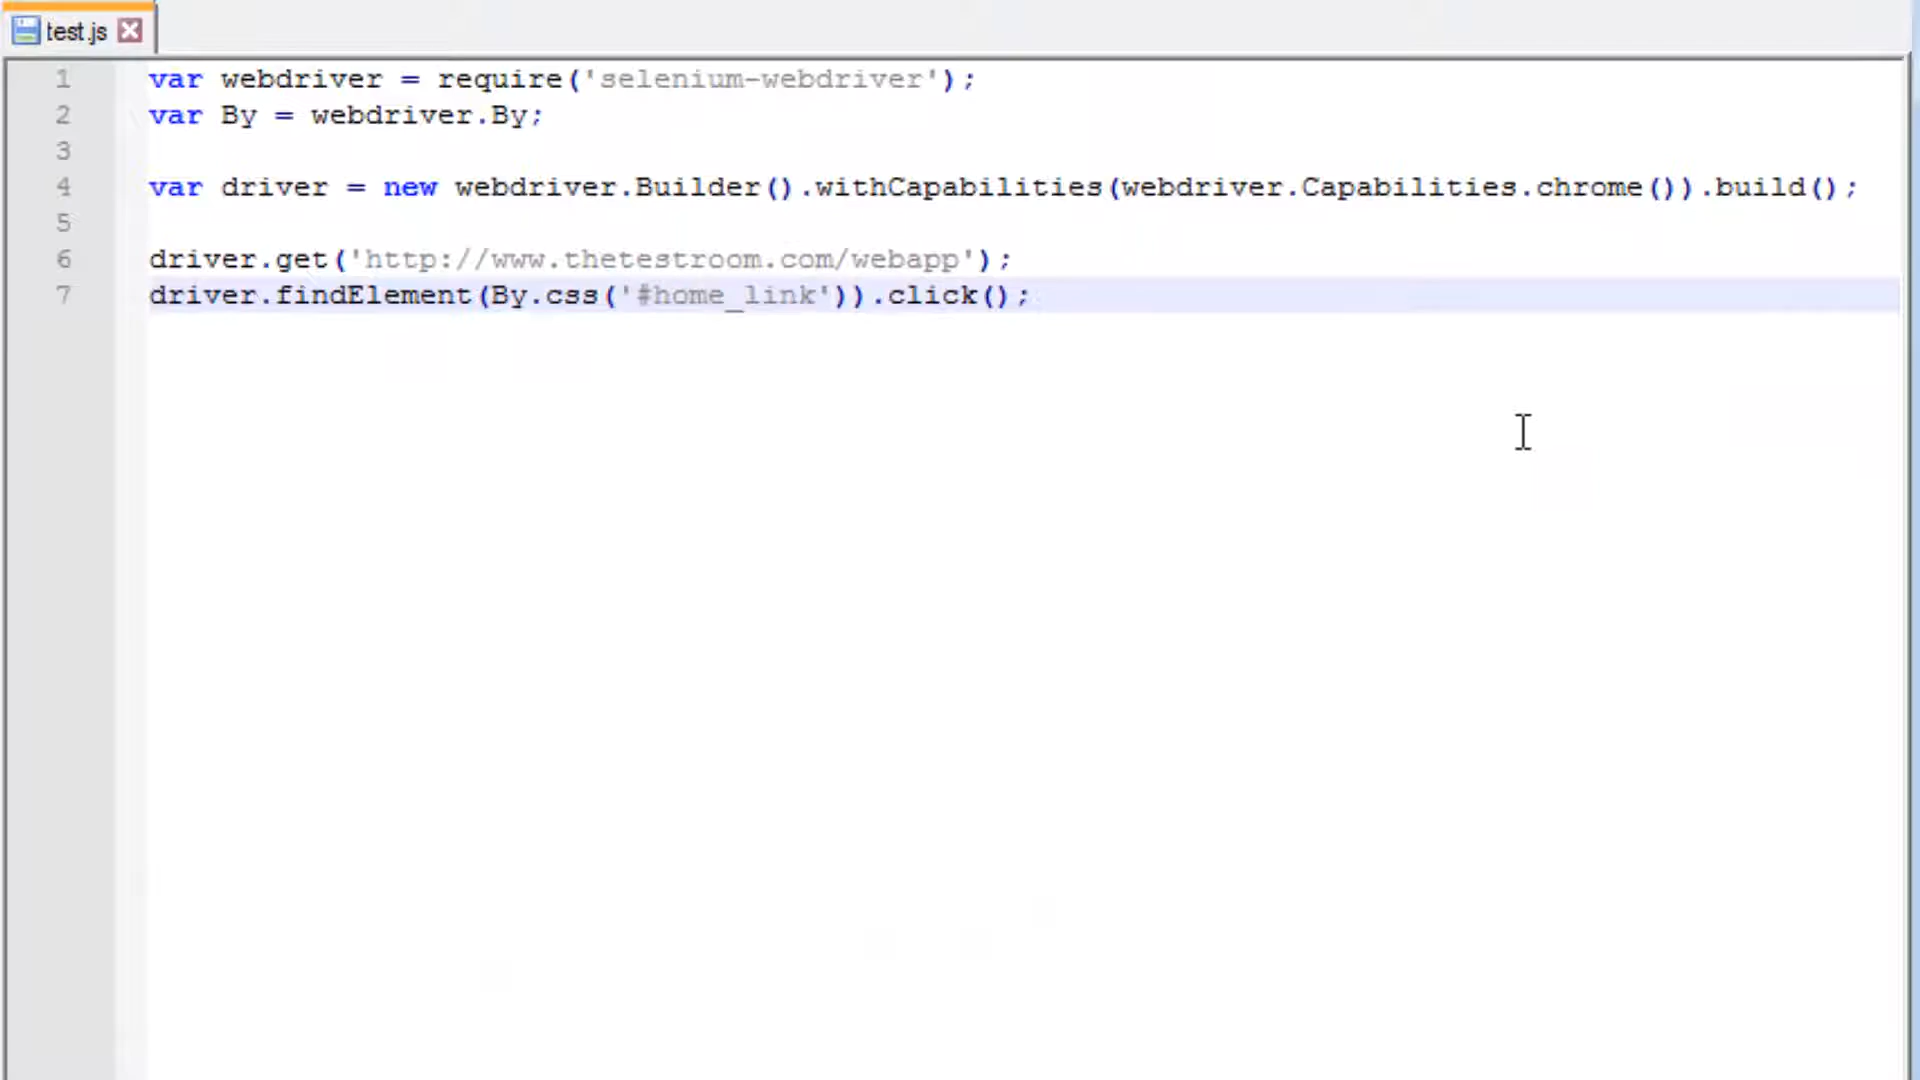 test.js
1 var webdriver = require('selenium-webdriver');
2 var By = webdriver.By;
3
4 var driver = new webdriver.Builder().withCapabilities(webdriver.Capabilities.chrome()).build();
5
6 driver.get('http://www.thetestroom.com/webapp');
7 driver.findElement(By.css('#home_link')).click();